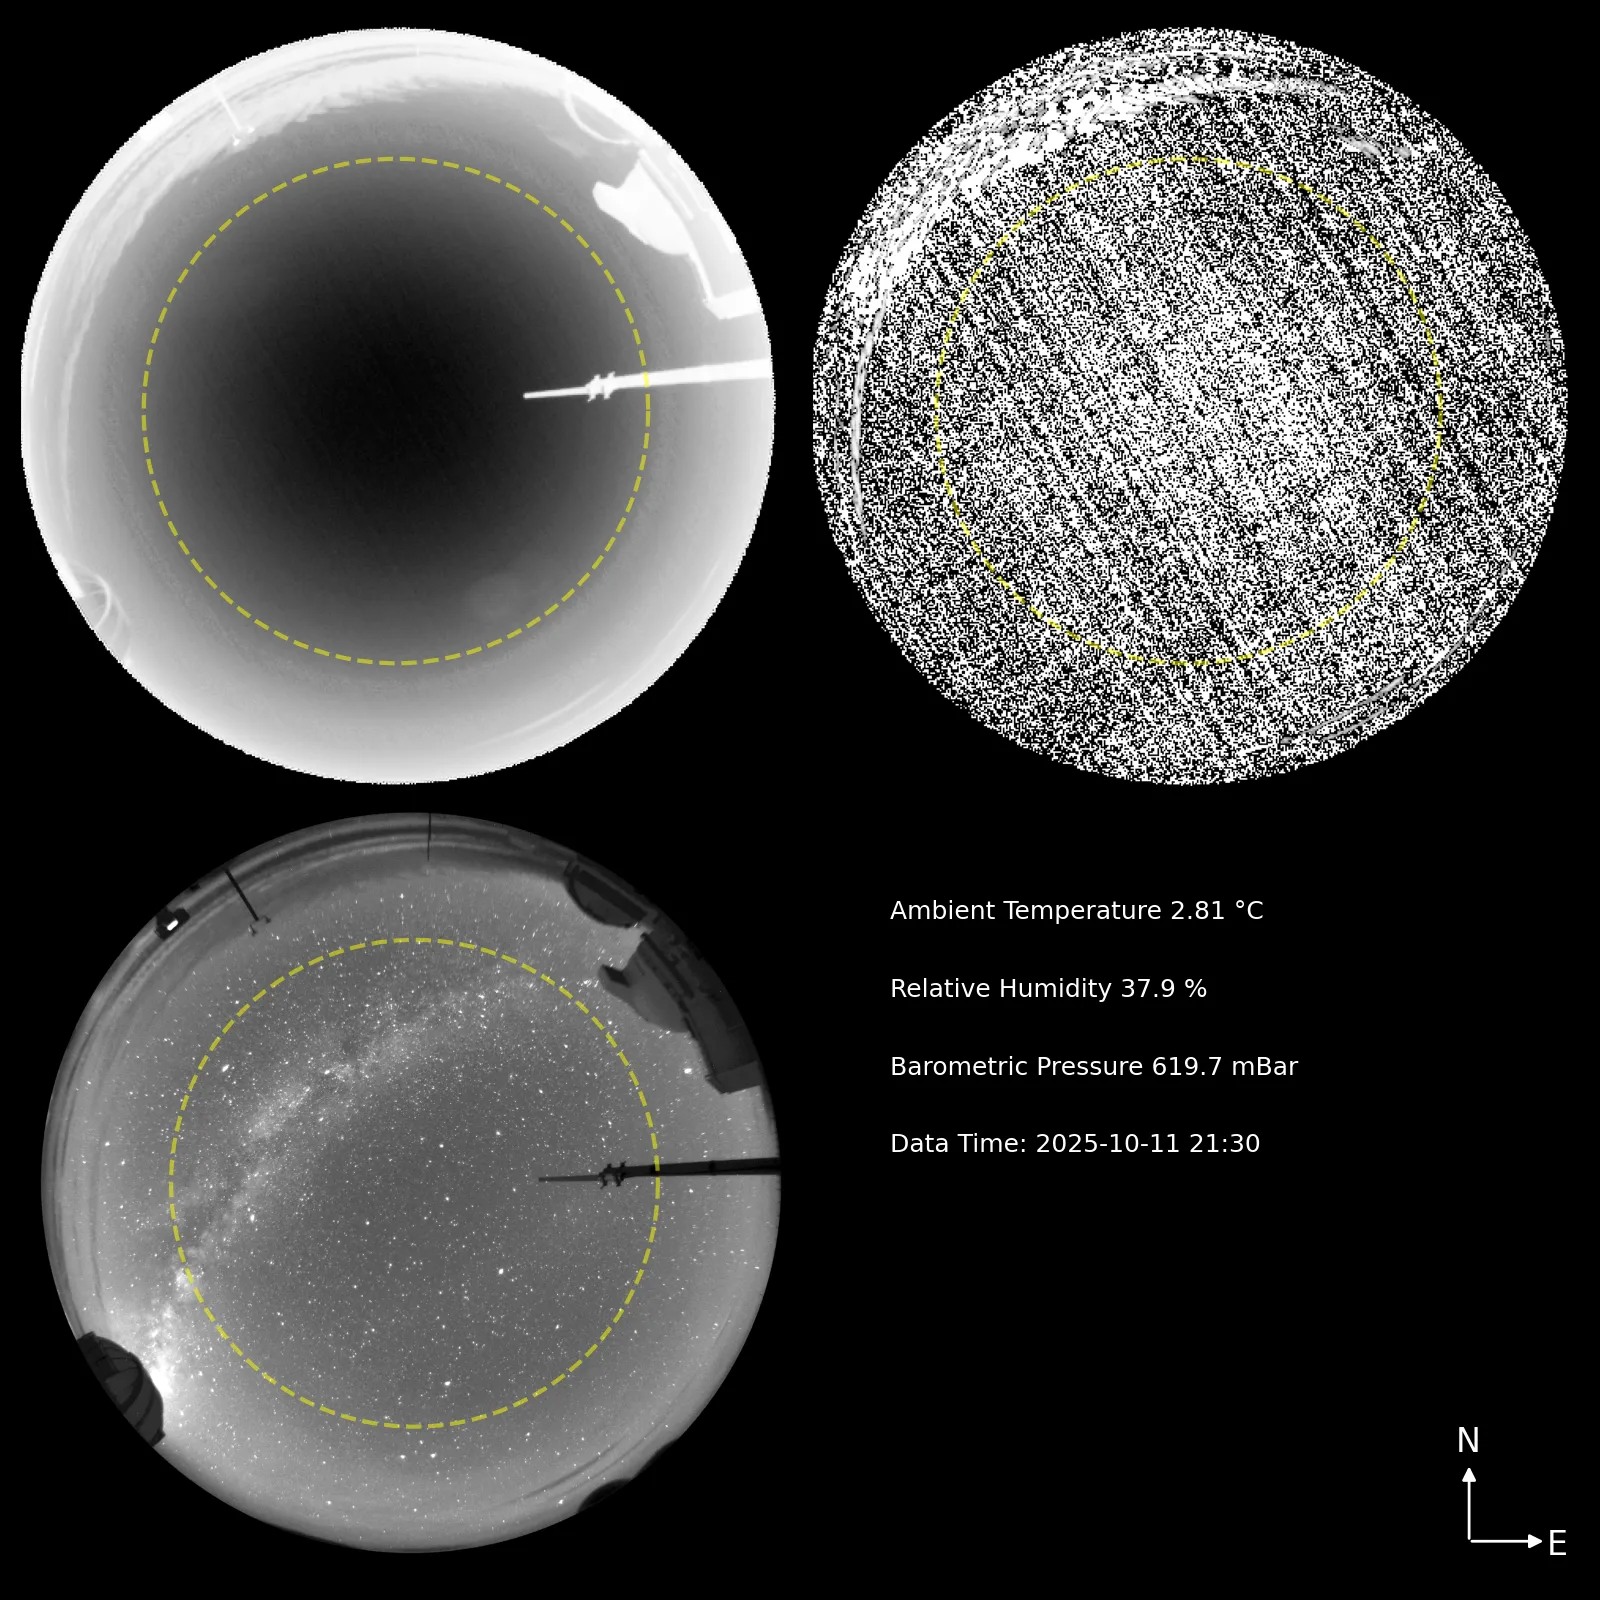 Ambient Temperature 2.81 °C
Relative Humidity 37.9 %
Barometric Pressure 619.7 mBar
Data Time: 2025-10-11 21:30
N
E